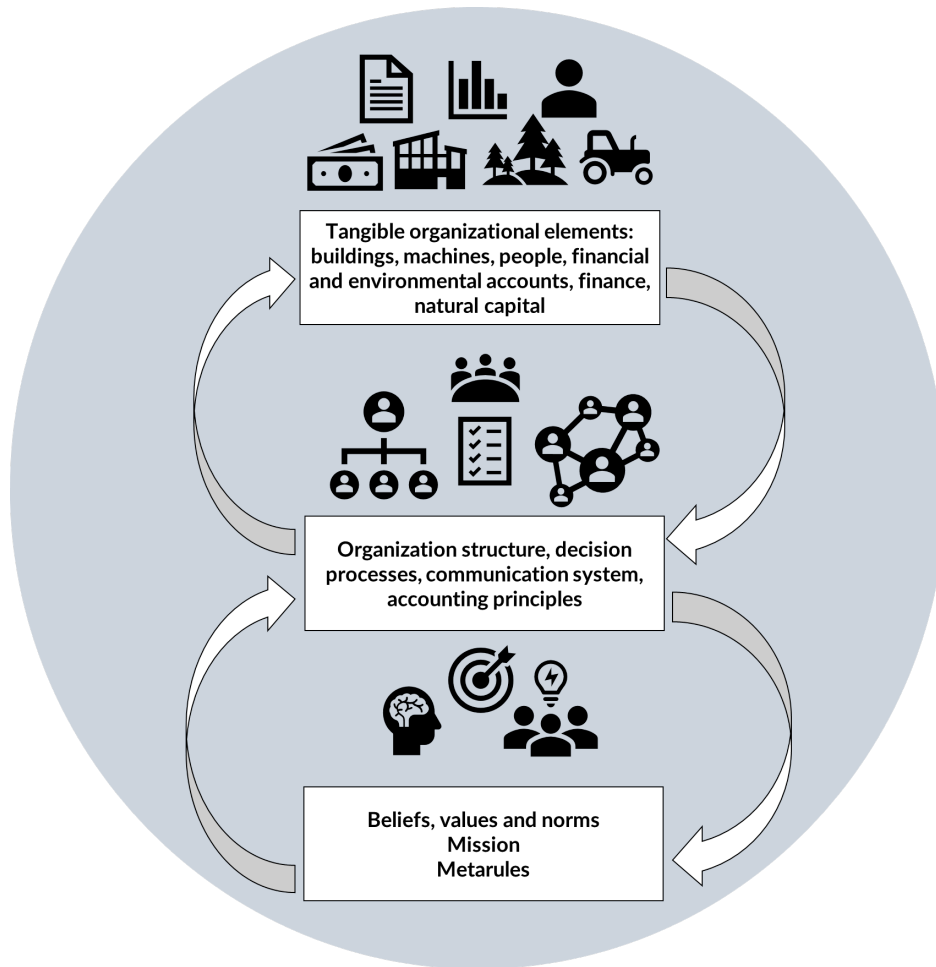 Tangible organizational elements:
buildings, machines, people, financial
and environmental accounts, finance,
natural capital
Organization structure, decision
processes, communication system,
accounting principles
Beliefs, values and norms
Mission
Metarules